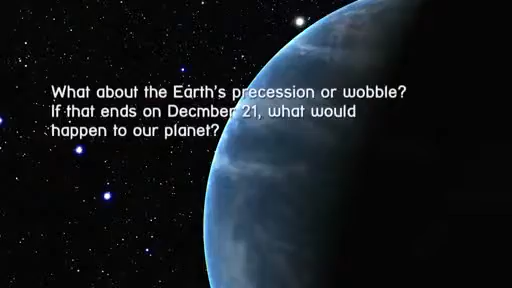 What about the Earth's precession or wobble?
If that ends on Decmber 21, what would
happen to our planet?